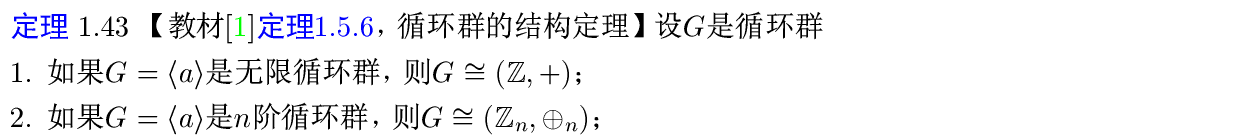 定理 1.43 【教材[1]定理1.5.6，循环群的结构定理】设G是循环群
1. 如果G = ⟨a⟩是无限循环群，则G ≅ (ℤ, +)；
2. 如果G = ⟨a⟩是n阶循环群，则G ≅ (ℤₙ, ⊕ₙ)；